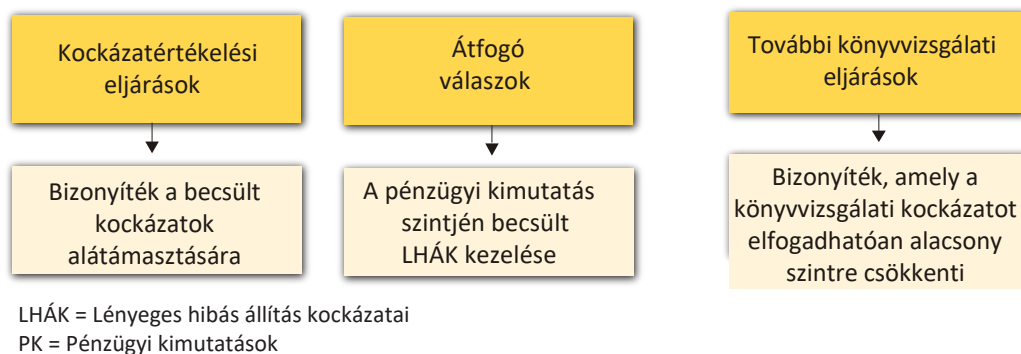 Kockázatértékelési
eljárások
Átfogó
válaszok
További könyvvizsgálati
eljárások
Bizonyíték a becsült
kockázatok
alátámasztására
A pénzügyi kimutatás
szintjén becsült
LHÁK kezelése
Bizonyíték, amely a
könyvvizsgálati kockázatot
elfogadhatóan alacsony
szintre csökkenti
LHÁK = Lényeges hibás állítás kockázatai
PK = Pénzügyi kimutatások